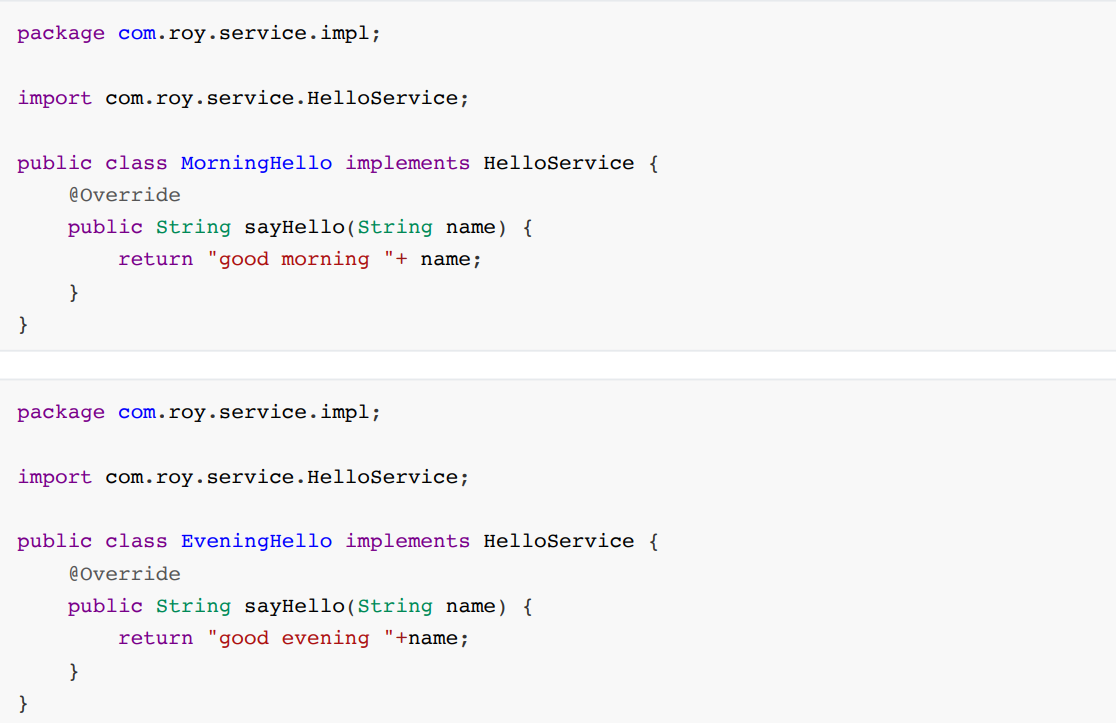 package com.roy.service.impl;
import com.roy.service.HelloService;
public class MorningHello implements HelloService {
@Override
public String sayHello(String name) {
return "good morning "+ name;
}
}
package com.roy.service.impl;
import com.roy.service.HelloService;
public class EveningHello implements HelloService {
@Override
public String sayHello(String name) {
return "good evening "+name;
}
}